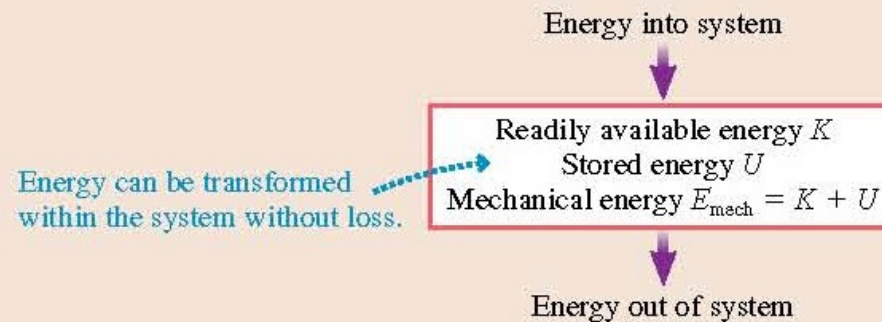 Energy into system
Readily available energy K
Stored energy U
Mechanical energy E_mech = K + U
Energy can be transformed
within the system without loss.
Energy out of system